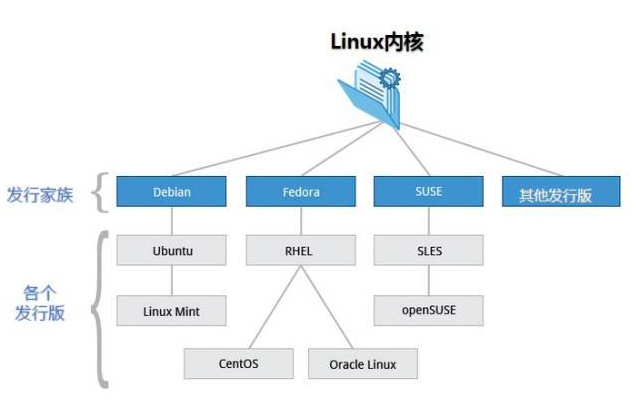 Linux内核
发行家族
Debian
Fedora
SUSE
其他发行版
各个
发行版
Ubuntu
RHEL
SLES
Linux Mint
openSUSE
CentOS
Oracle Linux